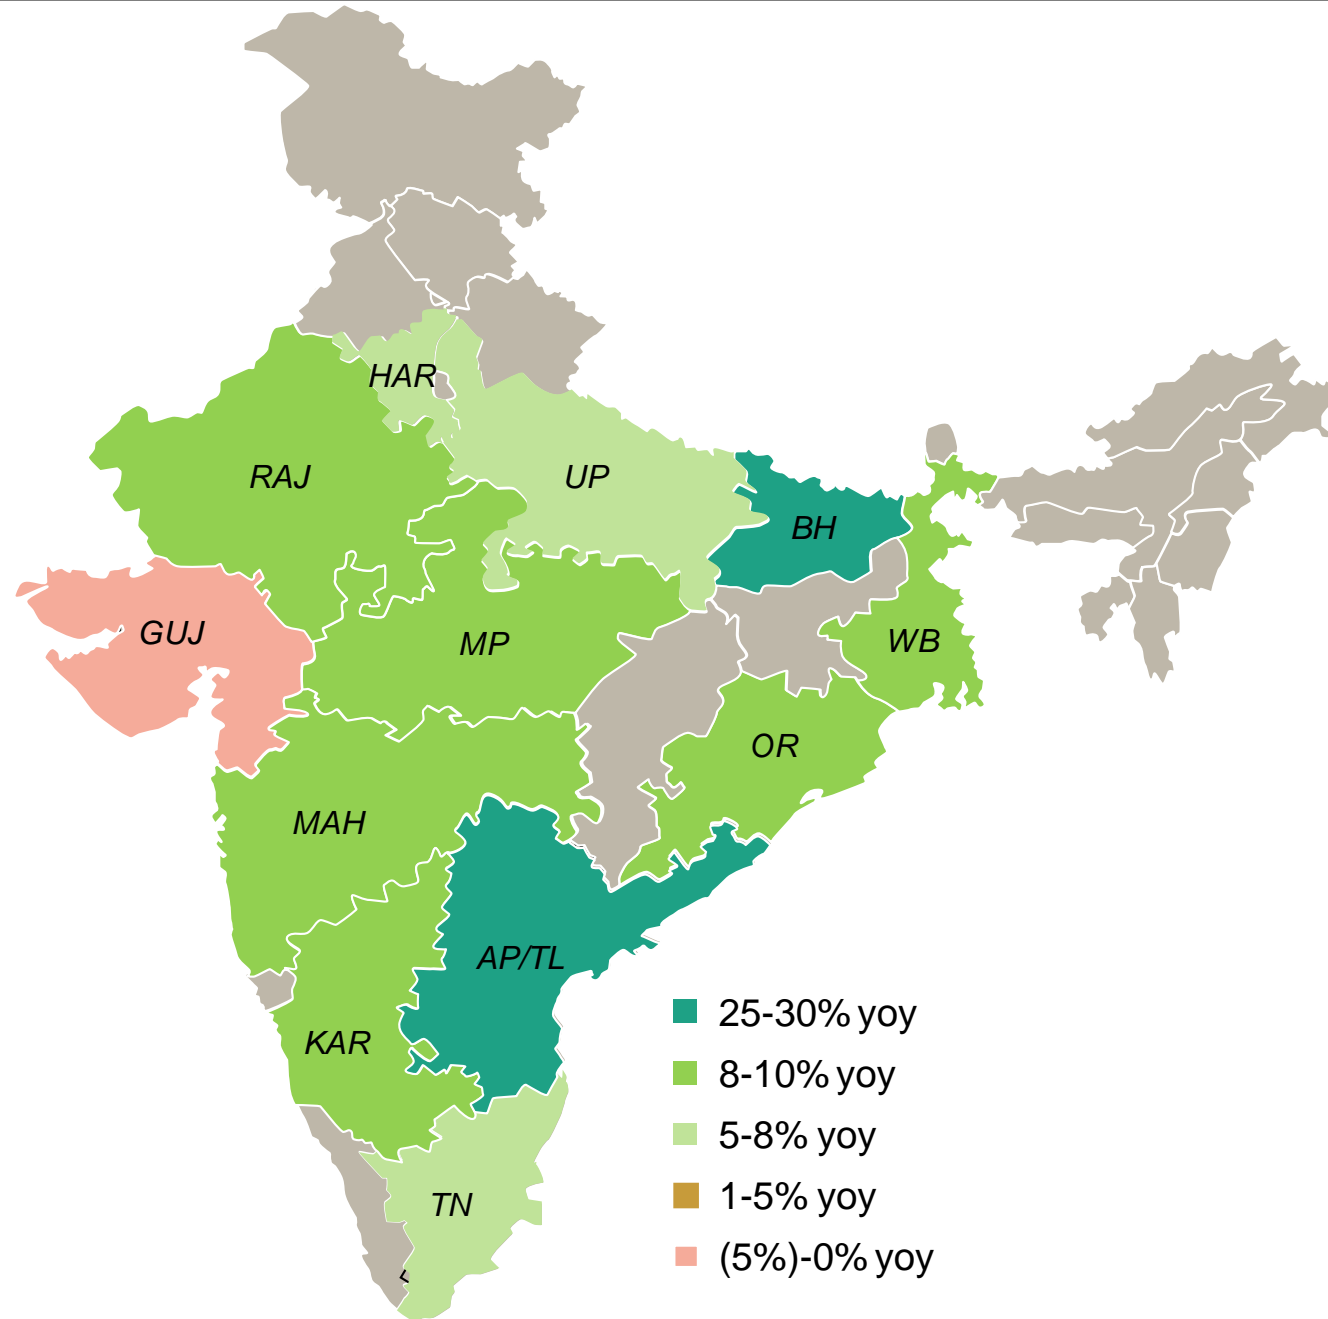 HAR
RAJ
UP
BH
GUJ
MP
WB
OR
MAH
AP/TL
KAR
TN
25-30% yoy
8-10% yoy
5-8% yoy
1-5% yoy
(5%)-0% yoy